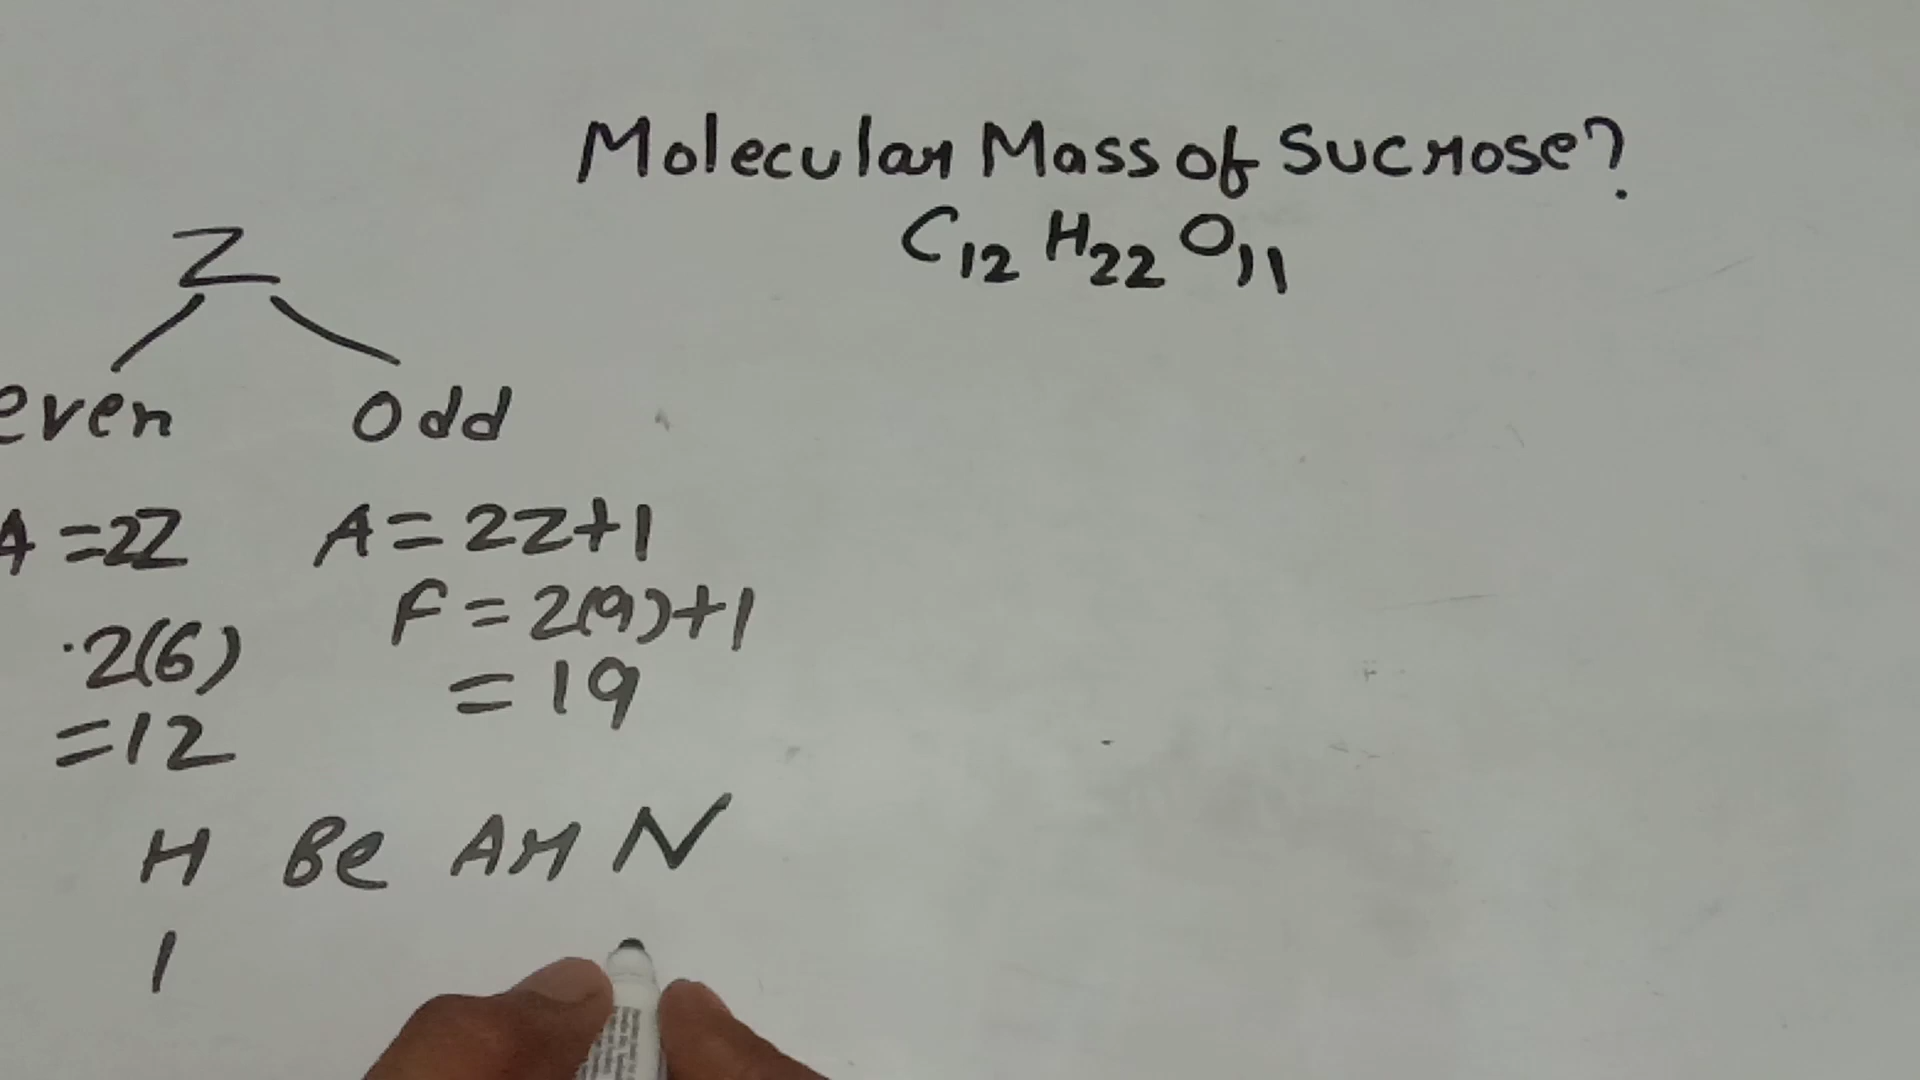 Molecular Mass of Sucrose?
C12 H22 O11
Z
even Odd
A=2Z A=2Z+1
F=2(9)+1
2(6)
=19
=12
H Be Ar N
1